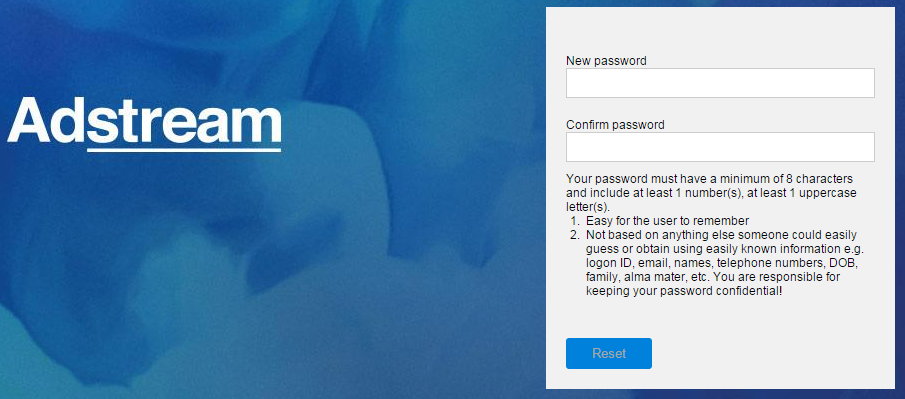 Adstream
New password
Confirm password
Your password must have a minimum of 8 characters
and include at least 1 number(s), at least 1 uppercase
letter(s).
1. Easy for the user to remember
2. Not based on anything else someone could easily
guess or obtain using easily known information e.g.
logon ID, email, names, telephone numbers, DOB,
family, alma mater, etc. You are responsible for
keeping your password confidential!
Reset